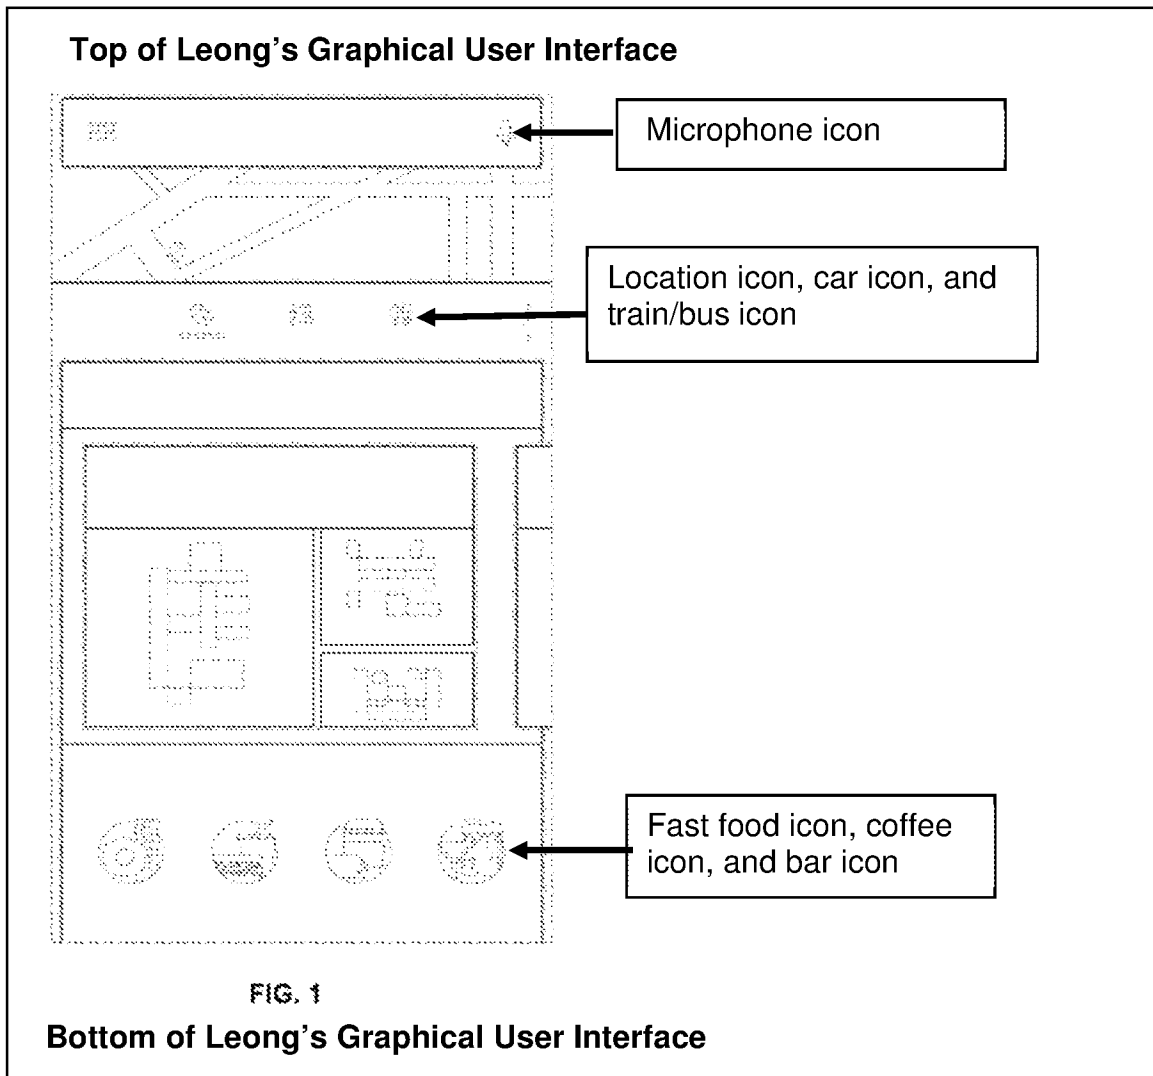 Top of Leong's Graphical User Interface
Microphone icon
Location icon, car icon, and
train/bus icon
Fast food icon, coffee
icon, and bar icon
FIG. 1
Bottom of Leong's Graphical User Interface